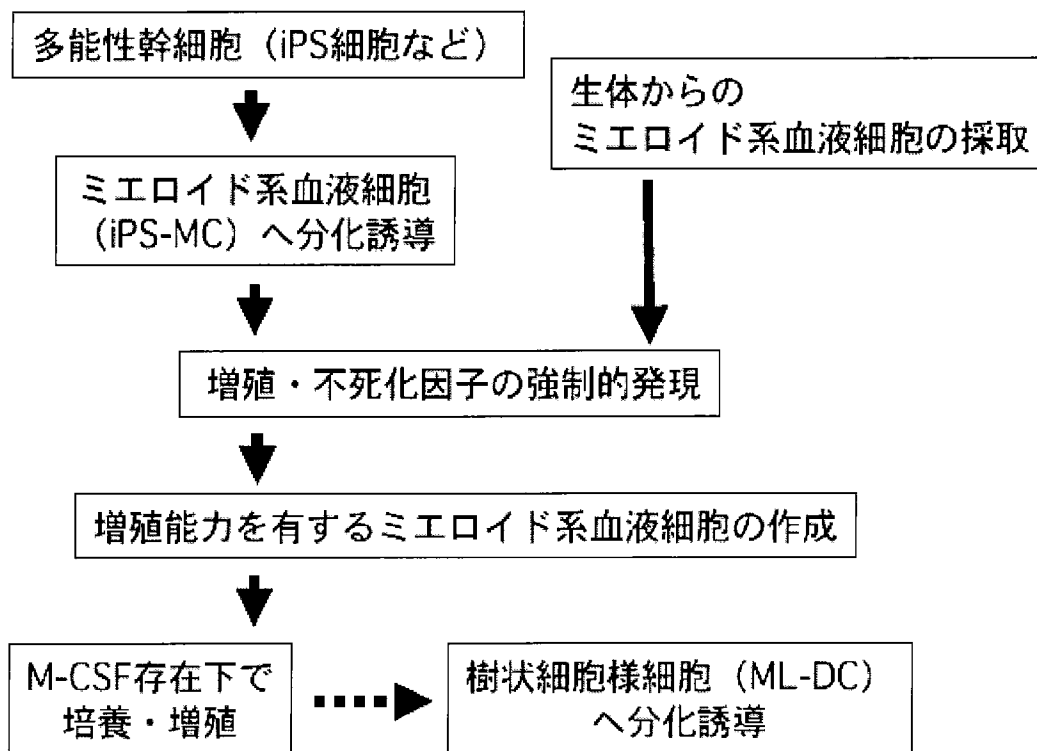 多能性幹細胞（iPS細胞など）
生体からの
ミエロイド系血液細胞の採取
ミエロイド系血液細胞
（iPS-MC）へ分化誘導
増殖・不死化因子の強制的発現
増殖能力を有するミエロイド系血液細胞の作成
M-CSF存在下で
培養・増殖
樹状細胞様細胞（ML-DC）
へ分化誘導